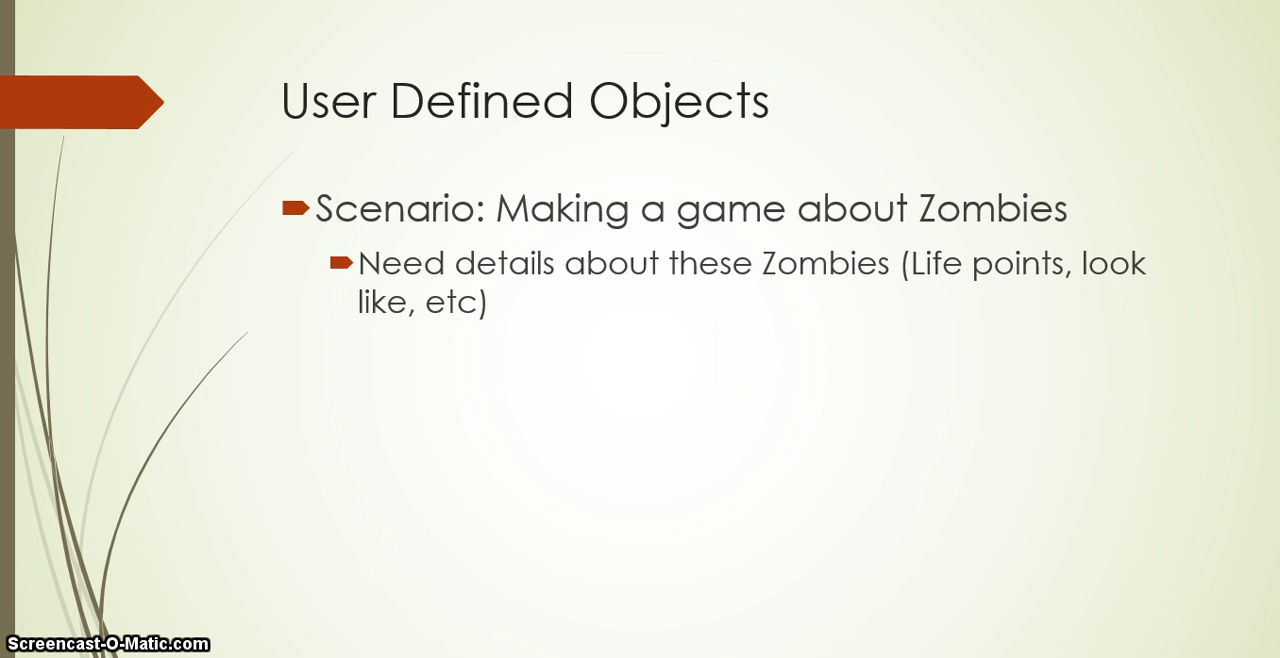 User Defined Objects
Scenario: Making a game about Zombies
Need details about these Zombies (Life points, look
like, etc)
Screencast-O-Matic.com